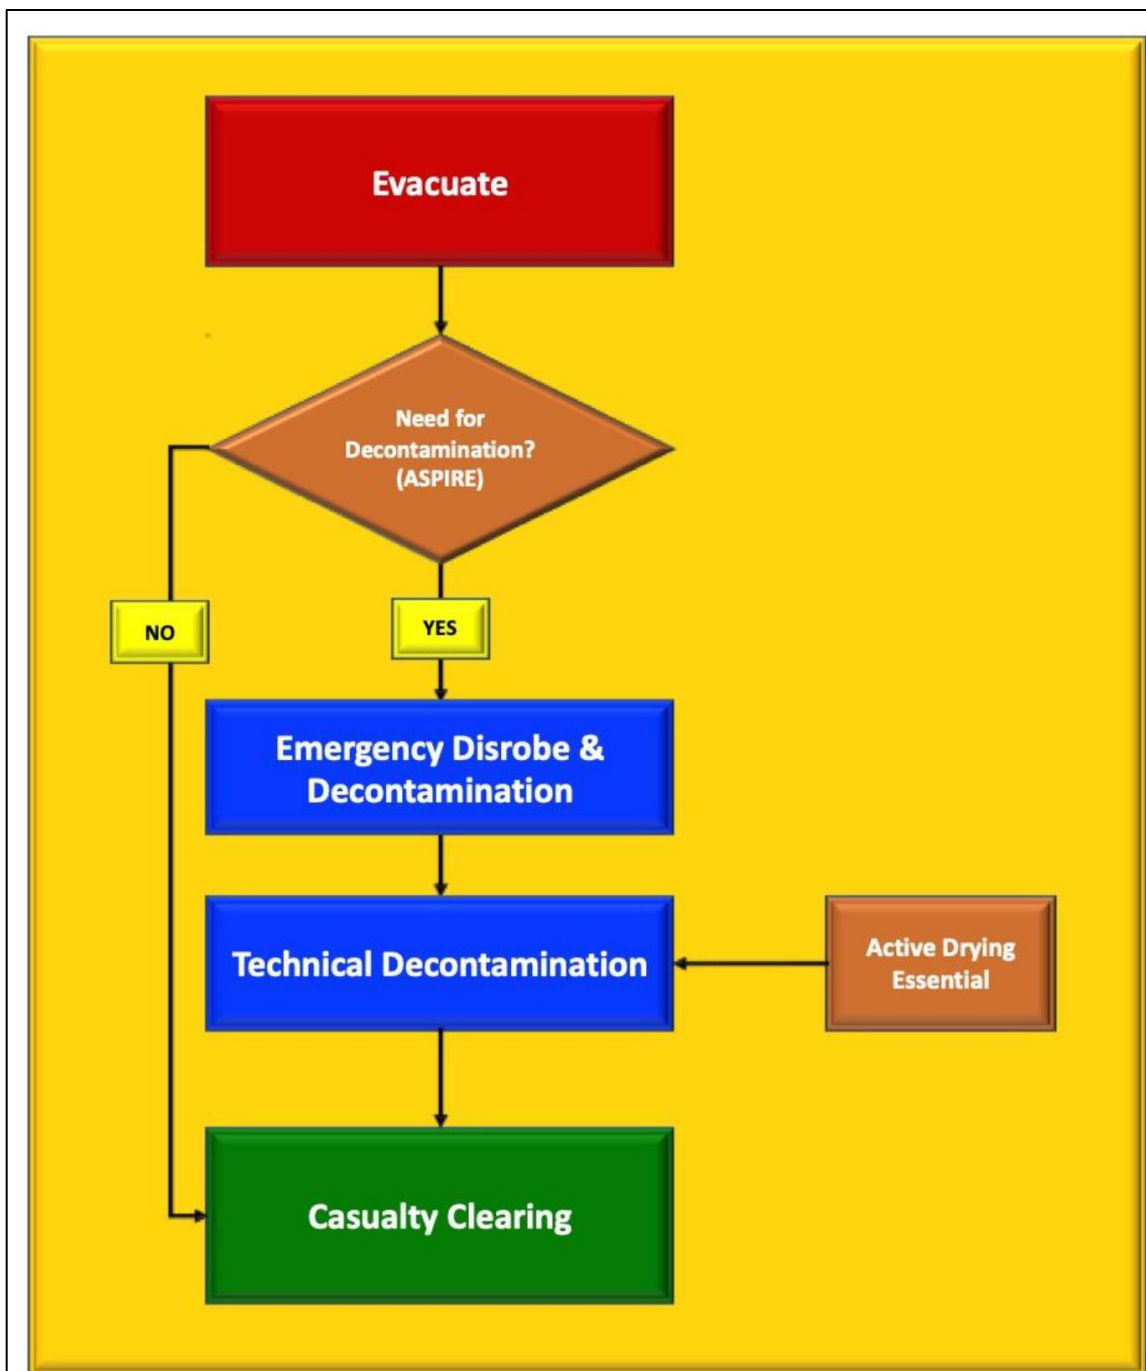 Evacuate
Need for
Decontamination?
(ASPIRE)
NO
YES
Emergency Disrobe &
Decontamination
Technical Decontamination
Active Drying
Essential
Casualty Clearing